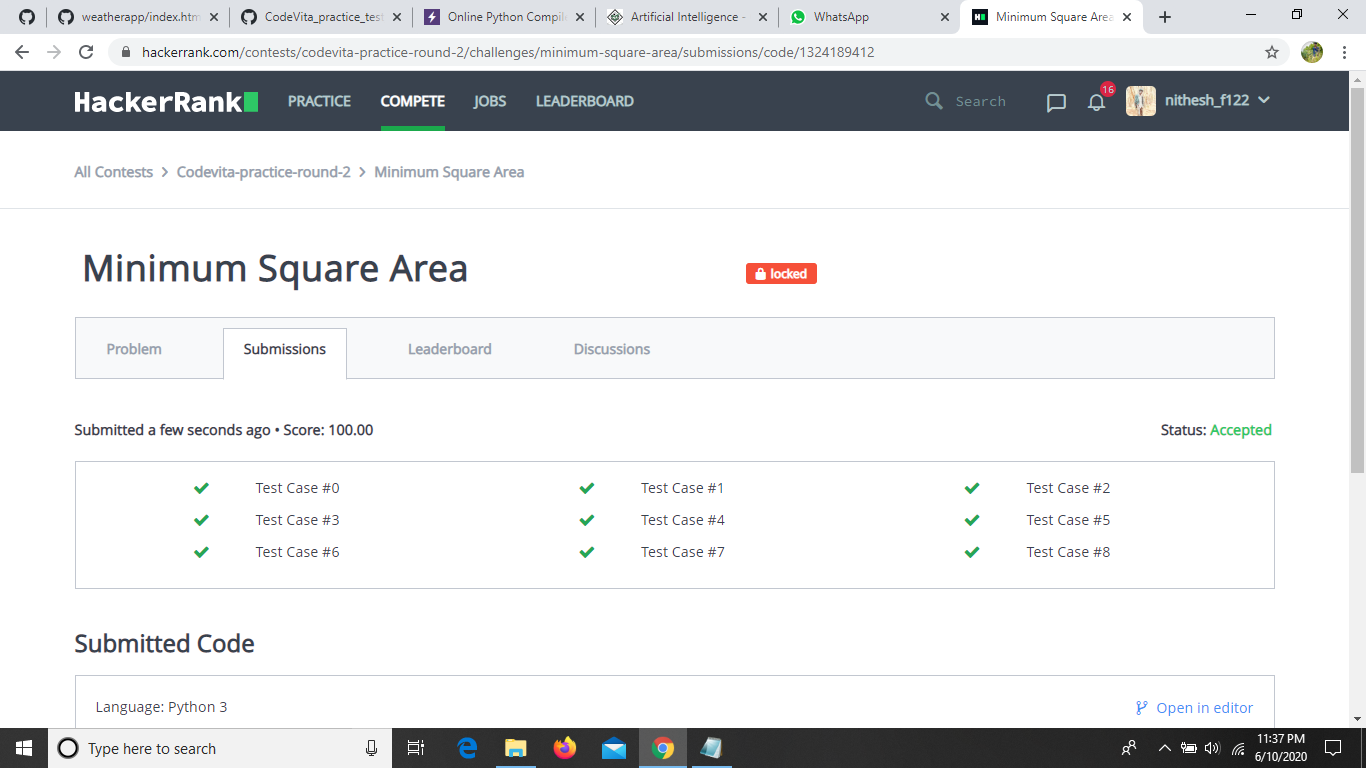 weatherapp/index.htm
CodeVita_practice_test
Online Python Compile
Artificial Intelligence -
WhatsApp
Minimum Square Area
hackerrank.com/contests/codevita-practice-round-2/challenges/minimum-square-area/submissions/code/1324189412
HackerRank PRACTICE COMPETE JOBS LEADERBOARD Search 16 nithesh_f122
All Contests > Codevita-practice-round-2 > Minimum Square Area
Minimum Square Area locked
Problem Submissions Leaderboard Discussions
Submitted a few seconds ago • Score: 100.00 Status: Accepted
Test Case #0 Test Case #1 Test Case #2
Test Case #3 Test Case #4 Test Case #5
Test Case #6 Test Case #7 Test Case #8
Submitted Code
Language: Python 3 Open in editor
Type here to search
11:37 PM
6/10/2020